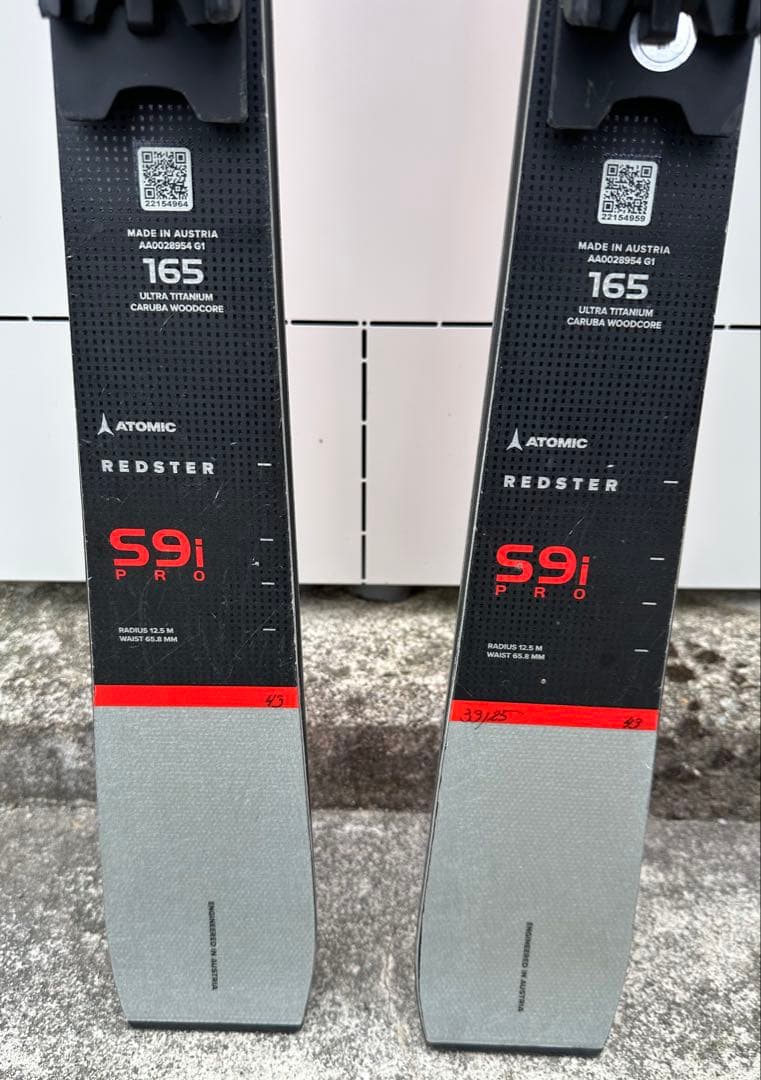 22154964
MADE IN AUSTRIA
AA0028954 G1
165
ULTRA TITANIUM
CARUBA WOODCORE
ATOMIC
REDSTER
S9i
PRO
RADIUS 12.5 M
WAIST 65.8 MM
43
ENGINEERED IN AUSTRIA
22154959
MADE IN AUSTRIA
AA0028954 G1
165
ULTRA TITANIUM
CARUBA WOODCORE
ATOMIC
REDSTER
S9i
PRO
RADIUS 12.5 M
WAIST 65.8 MM
39/25 43
ENGINEERED IN AUSTRIA